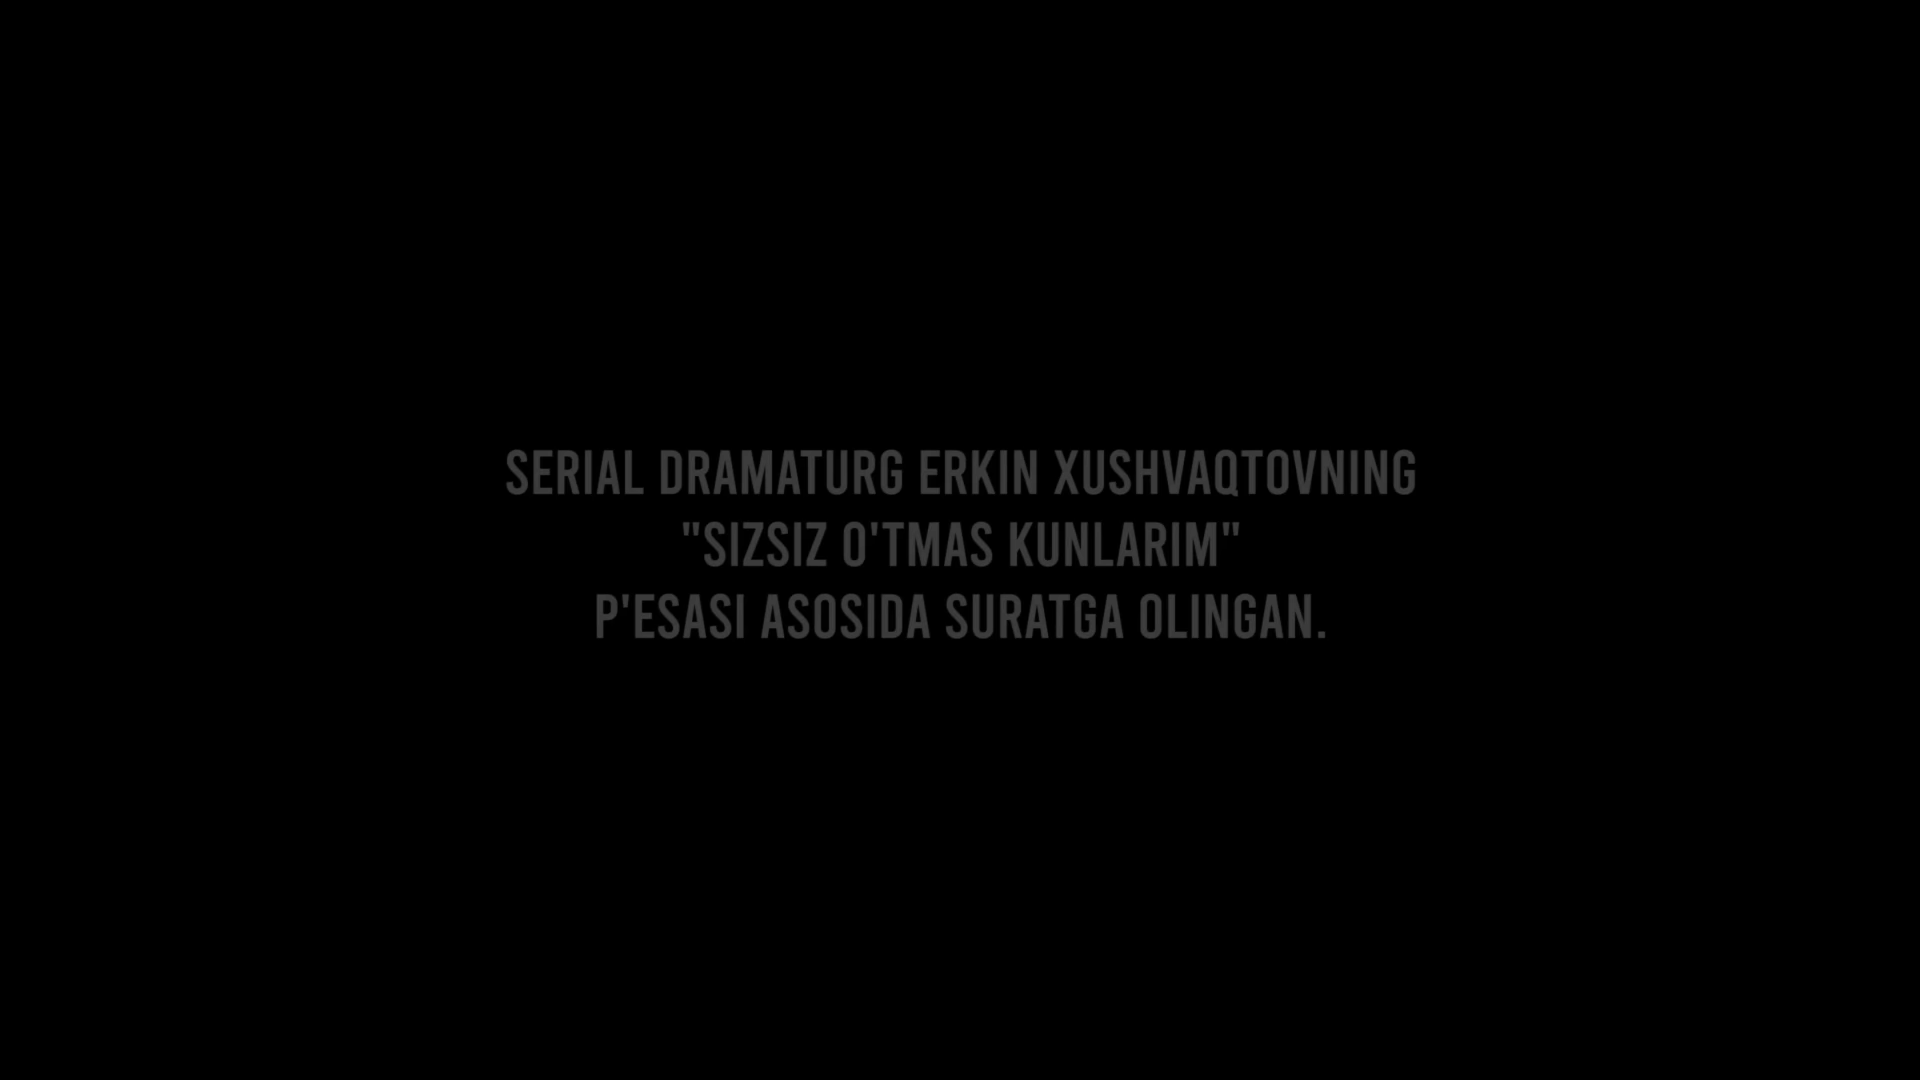 SERIAL DRAMATURG ERKIN XUSHVAQTOVNING
"SIZSIZ O'TMAS KUNLARIM"
P'ESASI ASOSIDA SURATGA OLINGAN.